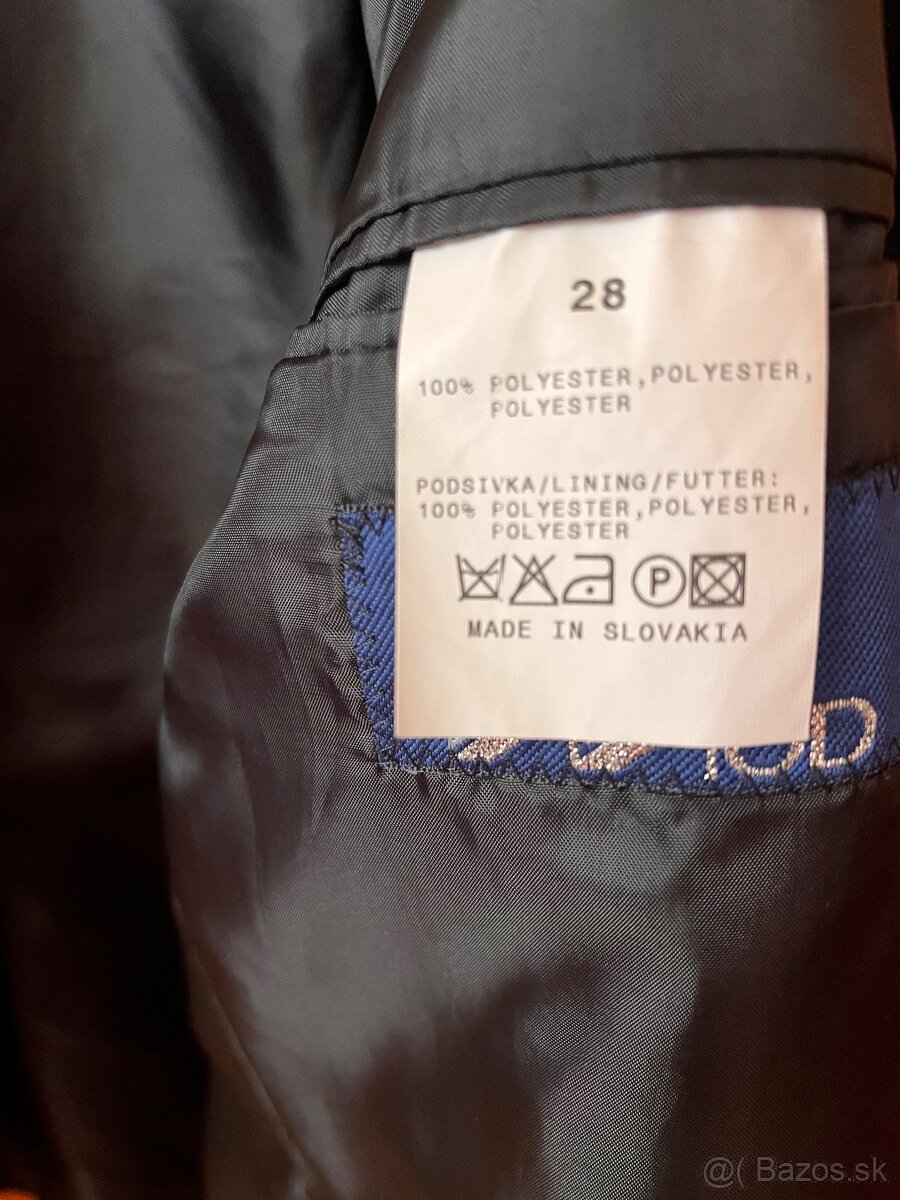 28
100% POLYESTER,POLYESTER,
POLYESTER
PODSIVKA/LINING/FUTTER:
100% POLYESTER,POLYESTER,
POLYESTER
P
MADE IN SLOVAKIA
@( Bazos.sk